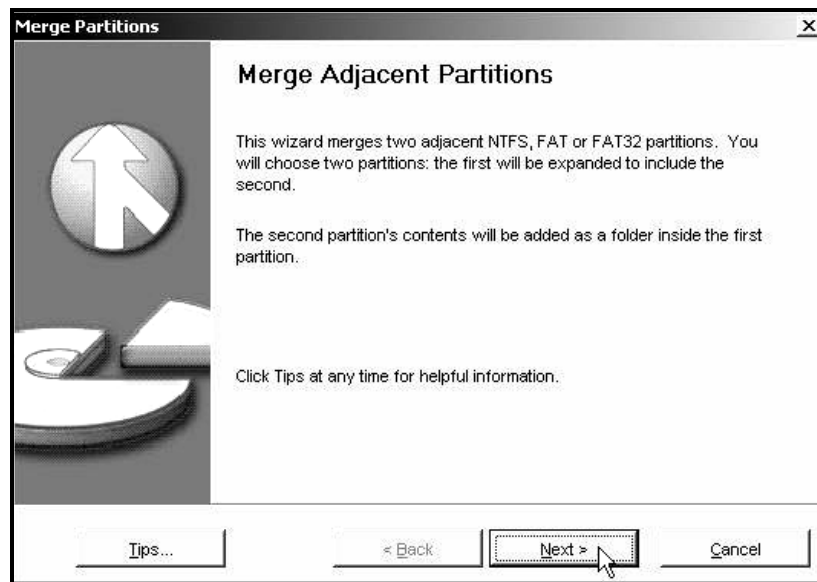 Merge Partitions
Merge Adjacent Partitions
This wizard merges two adjacent NTFS, FAT or FAT32 partitions. You
will choose two partitions: the first will be expanded to include the
second.
The second partition's contents will be added as a folder inside the first
partition.
Click Tips at any time for helpful information.
Tips...
< Back
Next >
Cancel